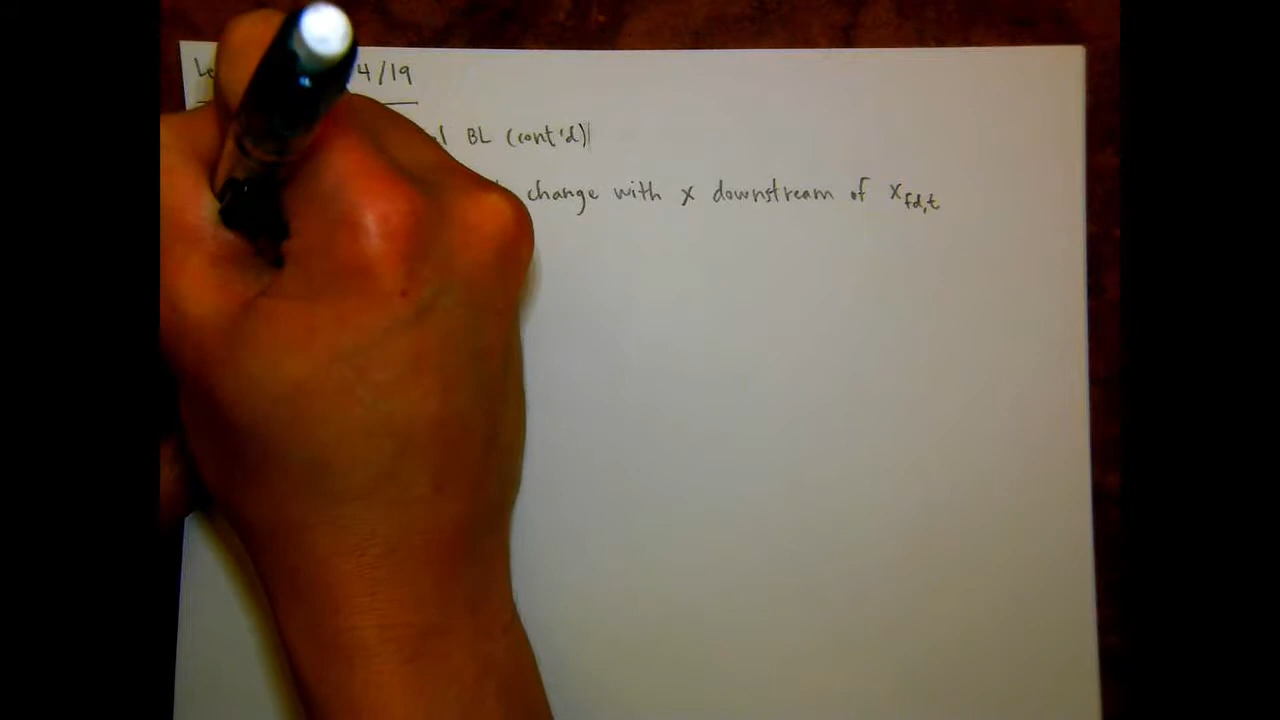 4/19
BL (cont'd)
change with x downstream of x_fd,t